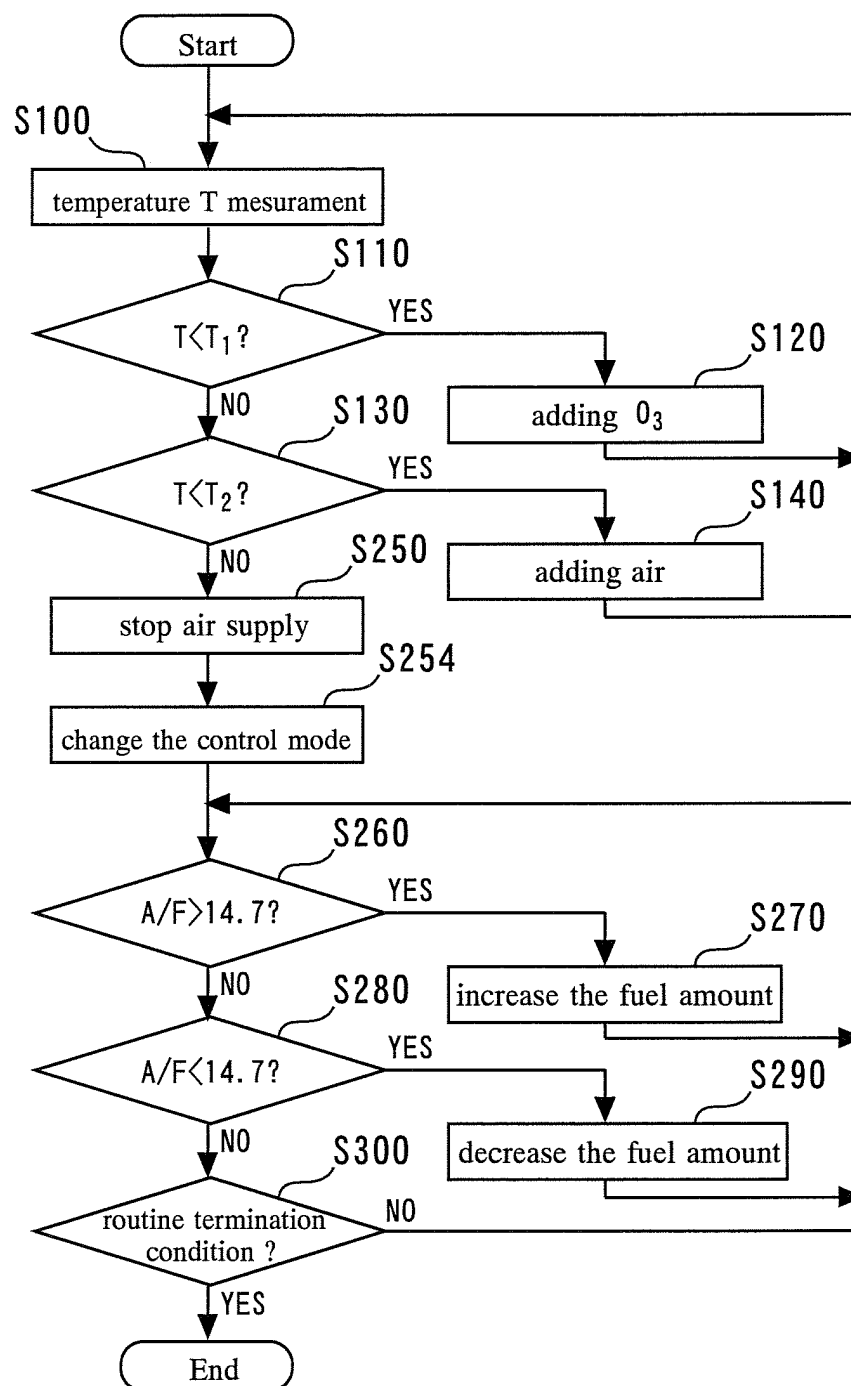 Start
S100
temperature T mesurament
S110
T<T₁?
YES
S120
adding O₃
NO
S130
T<T₂?
YES
S140
adding air
NO
S250
stop air supply
S254
change the control mode
S260
A/F>14.7?
YES
S270
increase the fuel amount
NO
S280
A/F<14.7?
YES
S290
decrease the fuel amount
NO
S300
routine termination
condition ?
NO
YES
End